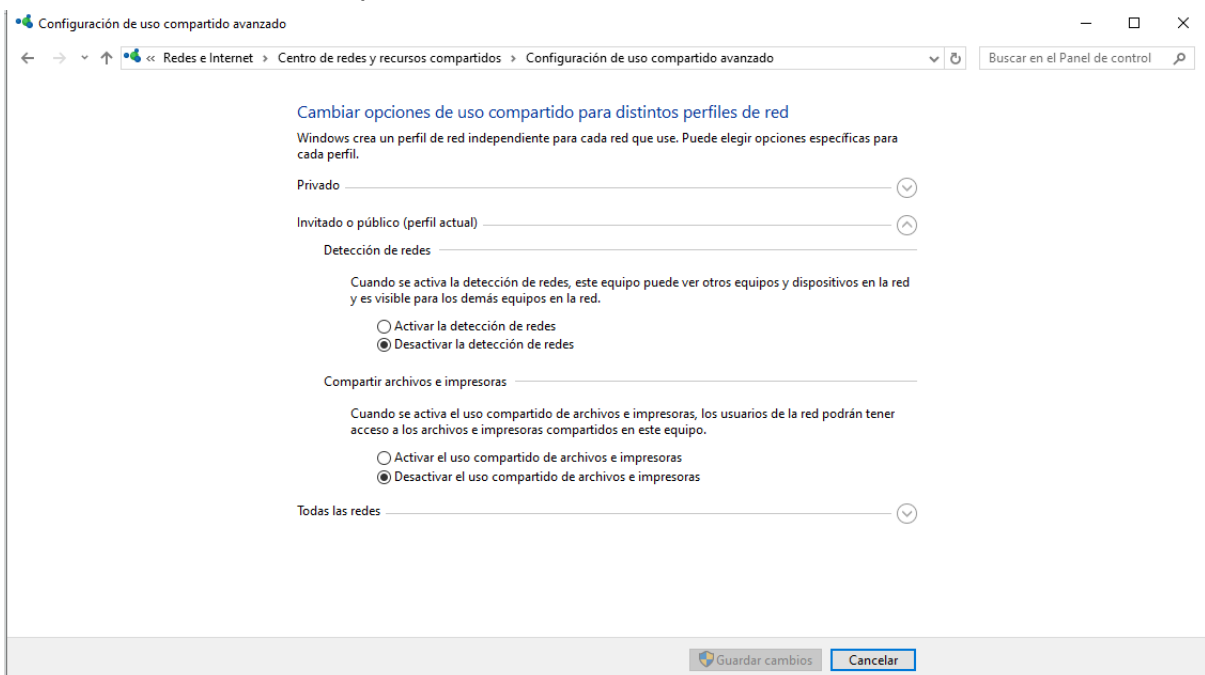 Configuración de uso compartido avanzado
« Redes e Internet > Centro de redes y recursos compartidos > Configuración de uso compartido avanzado
Buscar en el Panel de control
Cambiar opciones de uso compartido para distintos perfiles de red
Windows crea un perfil de red independiente para cada red que use. Puede elegir opciones específicas para
cada perfil.
Privado
Invitado o público (perfil actual)
Detección de redes
Cuando se activa la detección de redes, este equipo puede ver otros equipos y dispositivos en la red
y es visible para los demás equipos en la red.
Activar la detección de redes
Desactivar la detección de redes
Compartir archivos e impresoras
Cuando se activa el uso compartido de archivos e impresoras, los usuarios de la red podrán tener
acceso a los archivos e impresoras compartidos en este equipo.
Activar el uso compartido de archivos e impresoras
Desactivar el uso compartido de archivos e impresoras
Todas las redes
Guardar cambios
Cancelar